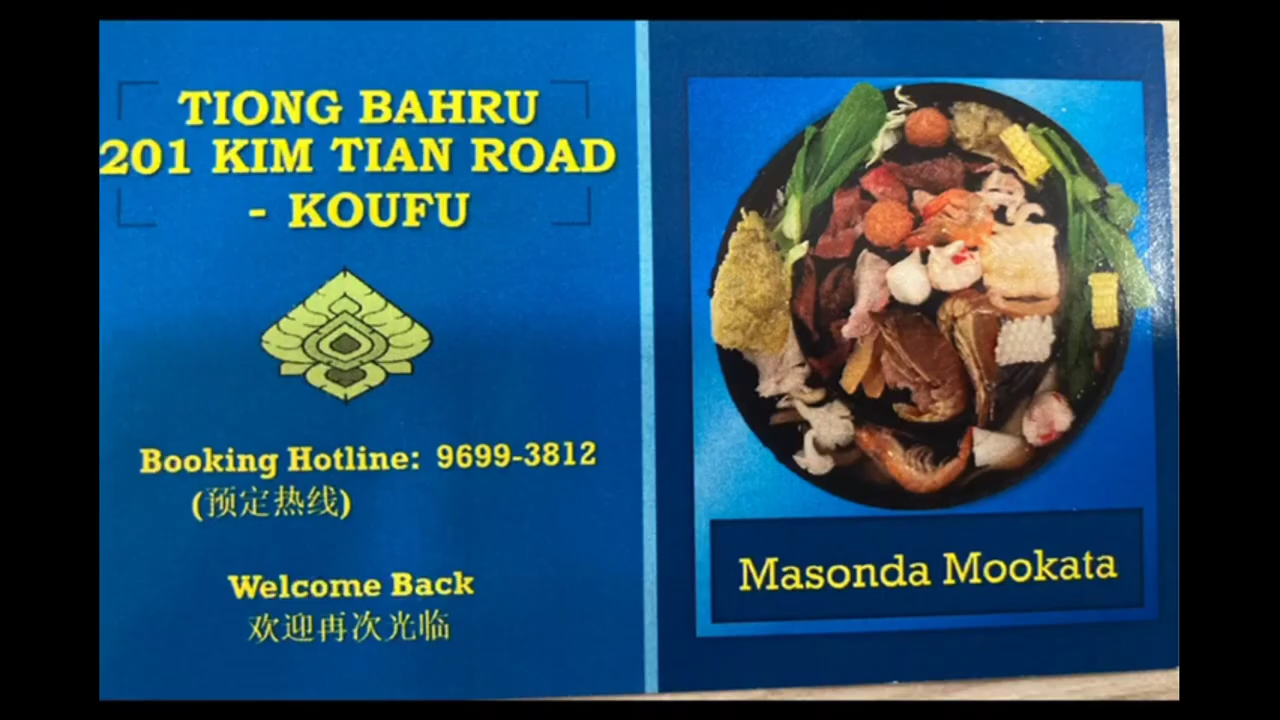 TIONG BAHRU
201 KIM TIAN ROAD
- KOUFU
Booking Hotline: 9699-3812
(预定热线)
Welcome Back
欢迎再次光临
Masonda Mookata